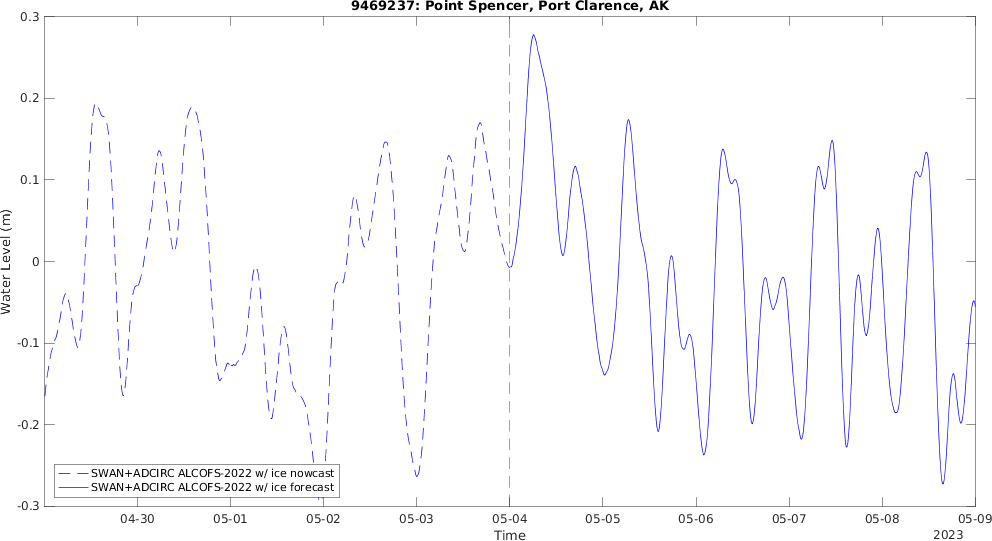 9469237: Point Spencer, Port Clarence, AK
0.3
0.2
0.1
0
-0.1
-0.2
-0.3
Water Level (m)
SWAN+ADCIRC ALCOFS-2022 w/ ice nowcast
SWAN+ADCIRC ALCOFS-2022 w/ ice forecast
04-30 05-01 05-02 05-03 05-04 05-05 05-06 05-07 05-08 05-09
Time
2023